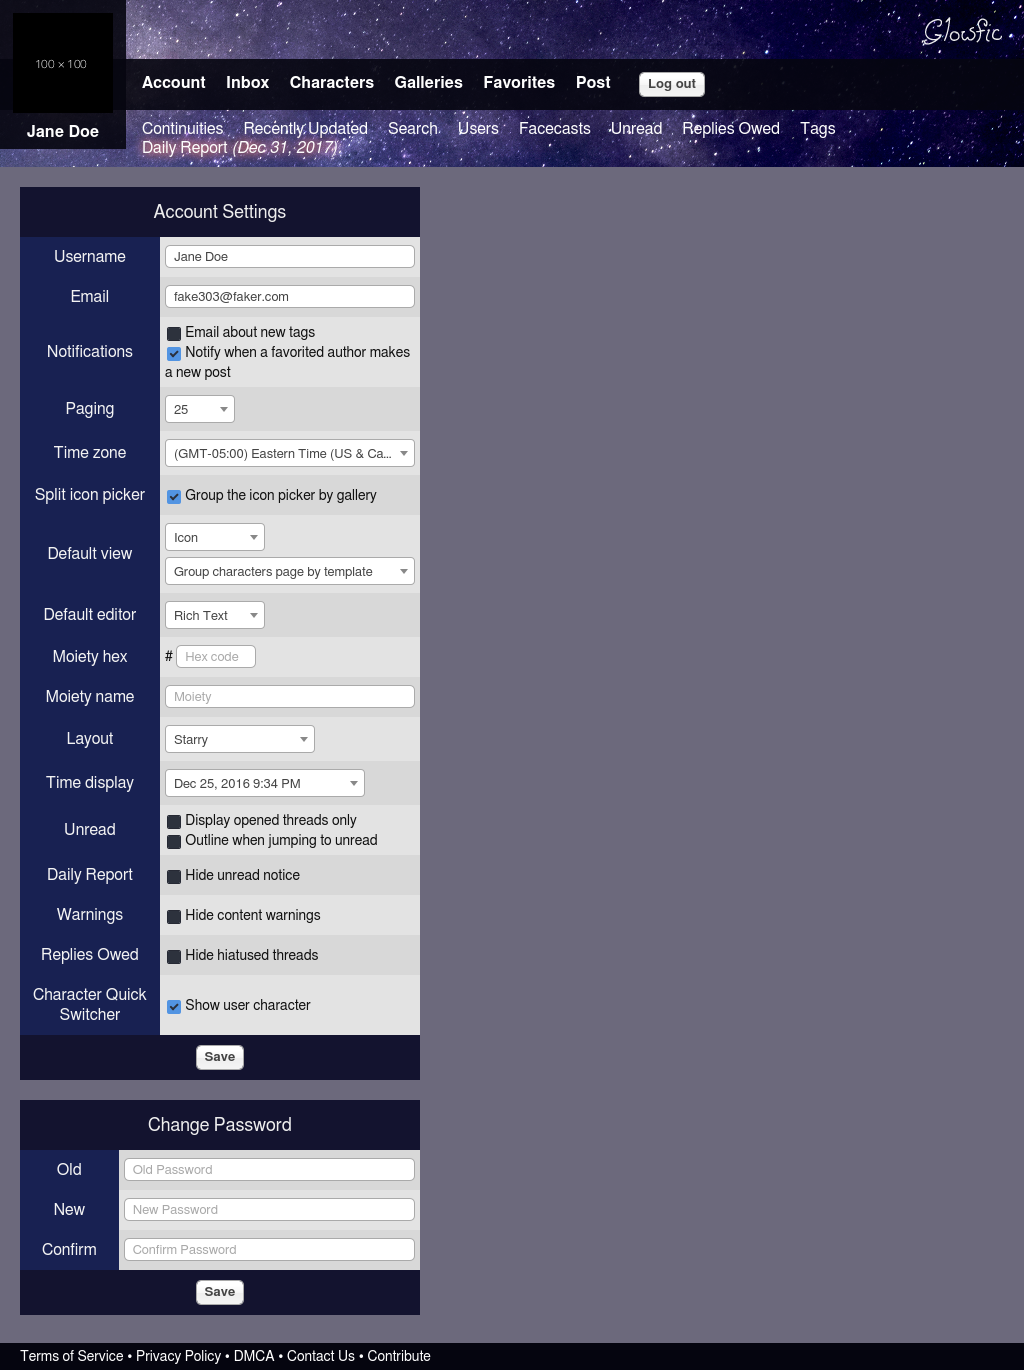 Glowfic
100 × 100
Account Inbox Characters Galleries Favorites Post Log out
Jane Doe
Continuities Recently Updated Search Users Facecasts Unread Replies Owed Tags
Daily Report (Dec 31, 2017)
Account Settings
Username Jane Doe
Email fake303@faker.com
Notifications
Email about new tags
Notify when a favorited author makes
a new post
Paging 25
Time zone (GMT-05:00) Eastern Time (US & Ca...
Split icon picker Group the icon picker by gallery
Default view
Icon
Group characters page by template
Default editor Rich Text
Moiety hex # Hex code
Moiety name Moiety
Layout Starry
Time display Dec 25, 2016 9:34 PM
Unread
Display opened threads only
Outline when jumping to unread
Daily Report Hide unread notice
Warnings Hide content warnings
Replies Owed Hide hiatused threads
Character Quick
Switcher
Show user character
Save
Change Password
Old Old Password
New New Password
Confirm Confirm Password
Save
Terms of Service • Privacy Policy • DMCA • Contact Us • Contribute